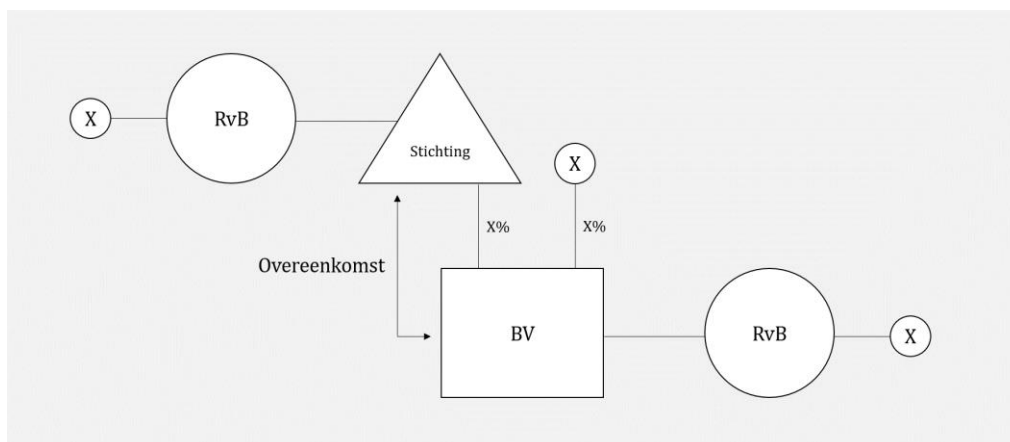 X
RvB
Stichting
X
X%
X%
Overeenkomst
BV
RvB
X